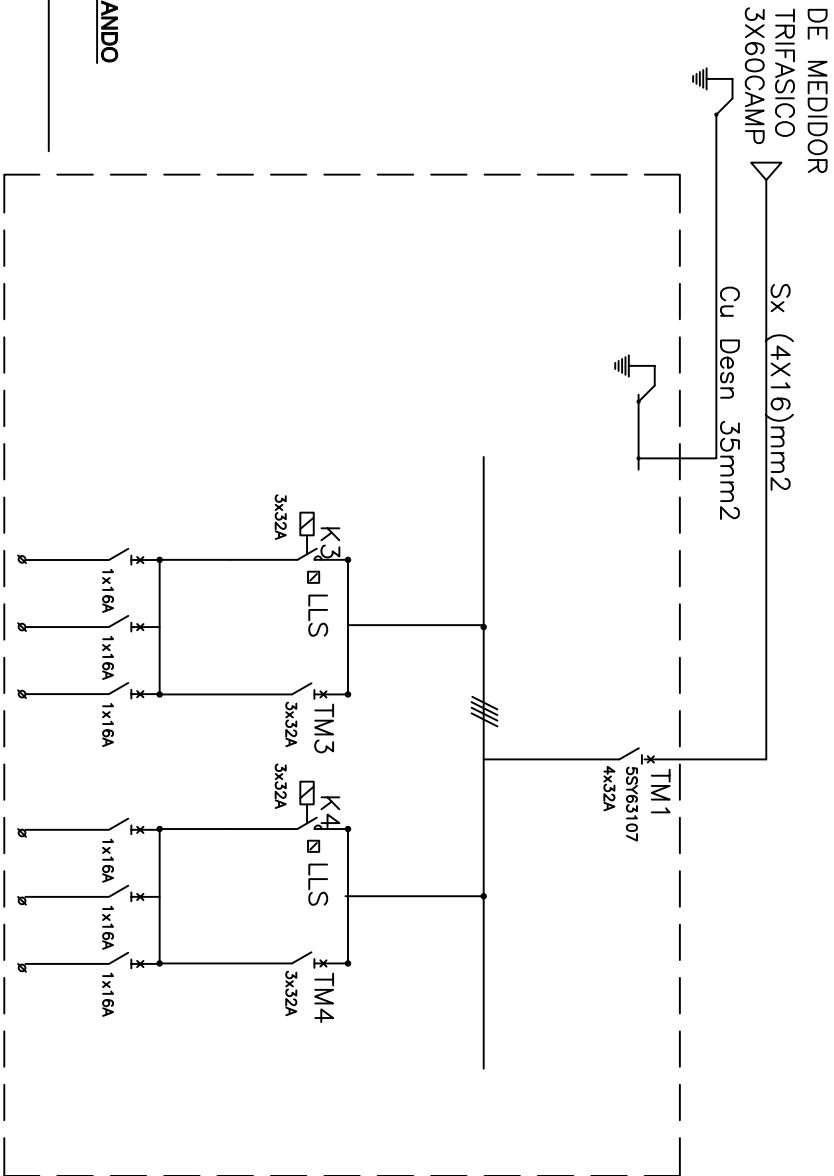 DE MEDIDOR
TRIFASICO
3X60CAMP
Sx (4X16)mm2
Cu Desn 35mm2
TM1
5SY63107
4x32A
K3
LLS
3x32A
TM3
3x32A
K4
LLS
3x32A
TM4
3x32A
1x16A
1x16A
1x16A
1x16A
1x16A
1x16A
ANDO